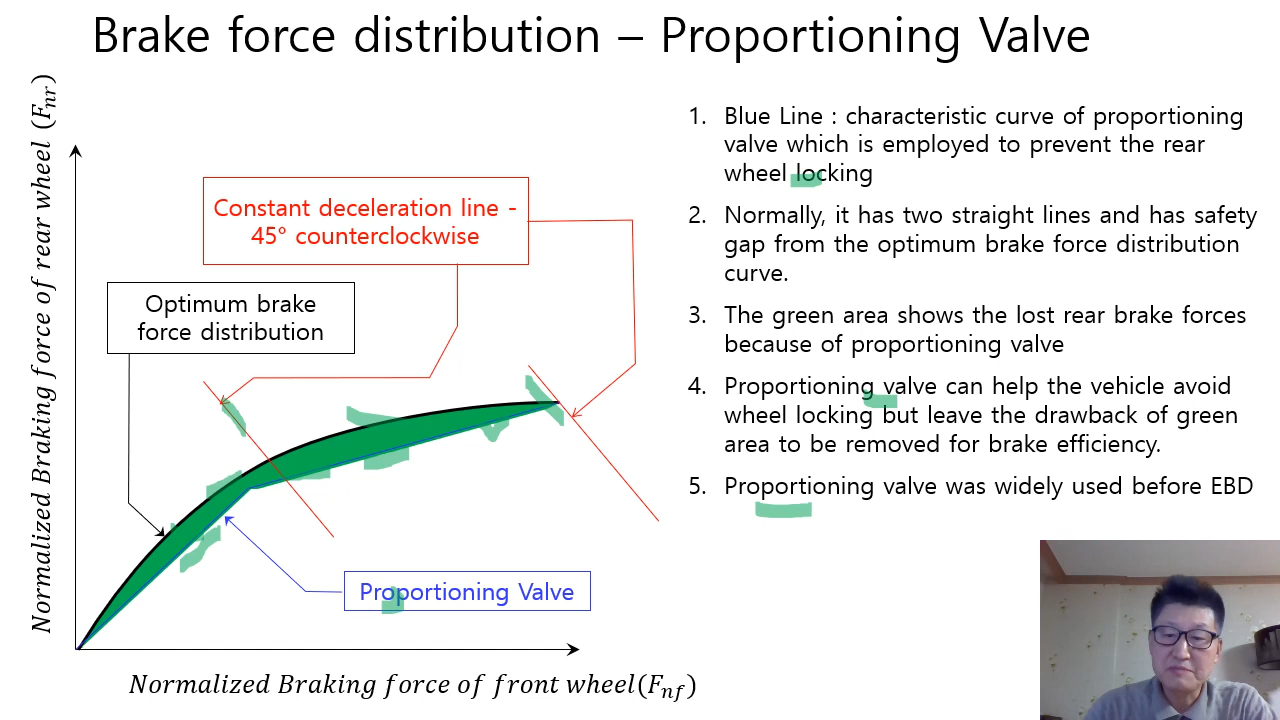 Brake force distribution – Proportioning Valve
Normalized Braking force of rear wheel (Fnr)
Constant deceleration line -
45° counterclockwise
Optimum brake
force distribution
Proportioning Valve
Normalized Braking force of front wheel(Fnf)
1. Blue Line : characteristic curve of proportioning
valve which is employed to prevent the rear
wheel locking
2. Normally, it has two straight lines and has safety
gap from the optimum brake force distribution
curve.
3. The green area shows the lost rear brake forces
because of proportioning valve
4. Proportioning valve can help the vehicle avoid
wheel locking but leave the drawback of green
area to be removed for brake efficiency.
5. Proportioning valve was widely used before EBD